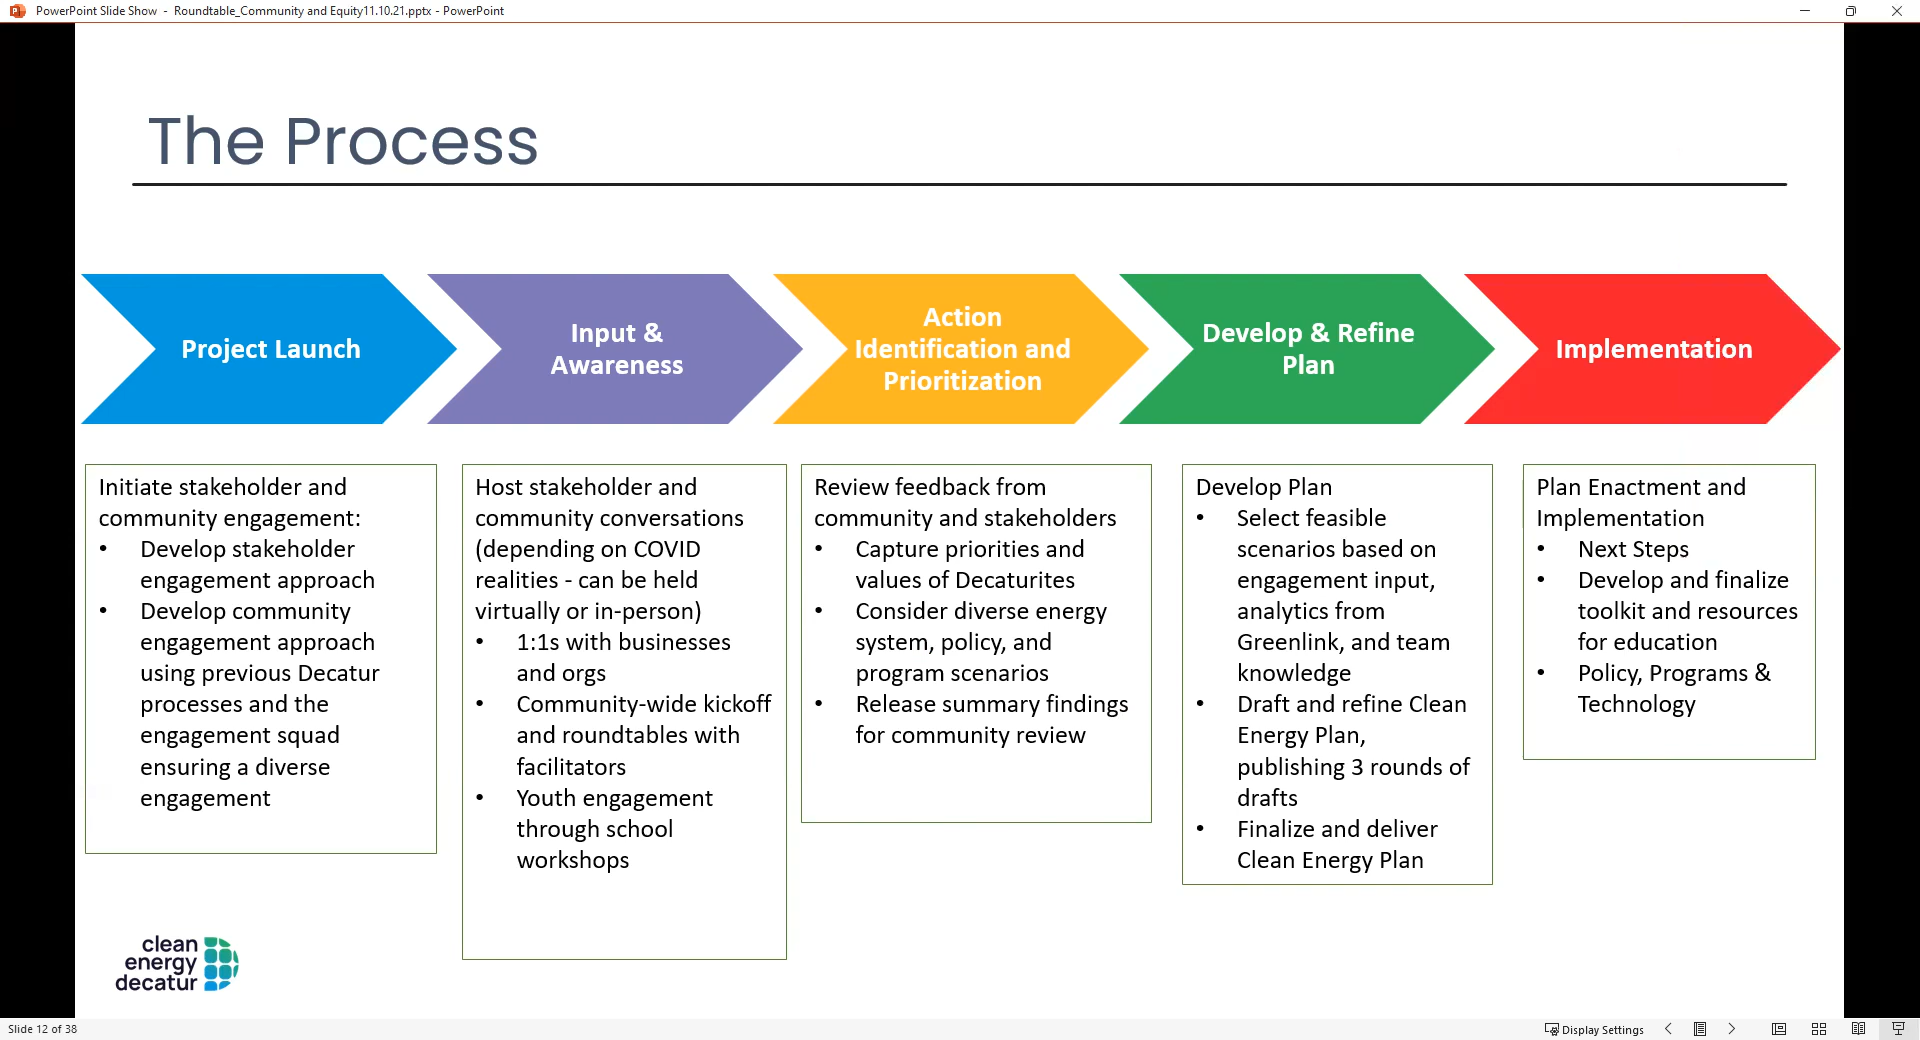 PowerPoint Slide Show - Roundtable_Community and Equity11.10.21.pptx - PowerPoint
The Process
Project Launch
Input &
Awareness
Action
Identification and
Prioritization
Develop & Refine
Plan
Implementation
Initiate stakeholder and
community engagement:
• Develop stakeholder
engagement approach
• Develop community
engagement approach
using previous Decatur
processes and the
engagement squad
ensuring a diverse
engagement
Host stakeholder and
community conversations
(depending on COVID
realities - can be held
virtually or in-person)
• 1:1s with businesses
and orgs
• Community-wide kickoff
and roundtables with
facilitators
• Youth engagement
through school
workshops
Review feedback from
community and stakeholders
• Capture priorities and
values of Decaturites
• Consider diverse energy
system, policy, and
program scenarios
• Release summary findings
for community review
Develop Plan
• Select feasible
scenarios based on
engagement input,
analytics from
Greenlink, and team
knowledge
• Draft and refine Clean
Energy Plan,
publishing 3 rounds of
drafts
• Finalize and deliver
Clean Energy Plan
Plan Enactment and
Implementation
• Next Steps
• Develop and finalize
toolkit and resources
for education
• Policy, Programs &
Technology
clean
energy
decatur
Slide 12 of 38
Display Settings